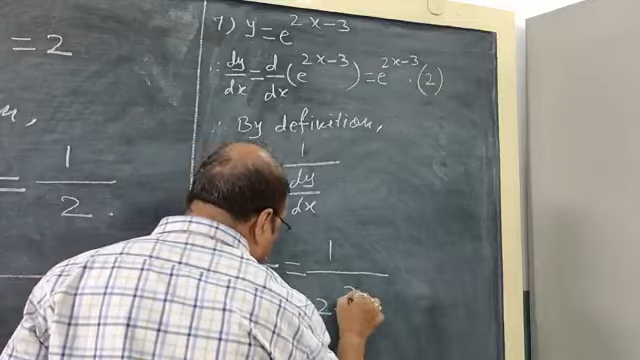 = 2
1
2.
7) y = e^{2x-3}
∴ dy/dx = d/dx (e^{2x-3}) = e^{2x-3} · (2)
∴ By definition,
1
dy/dx
= 1
2